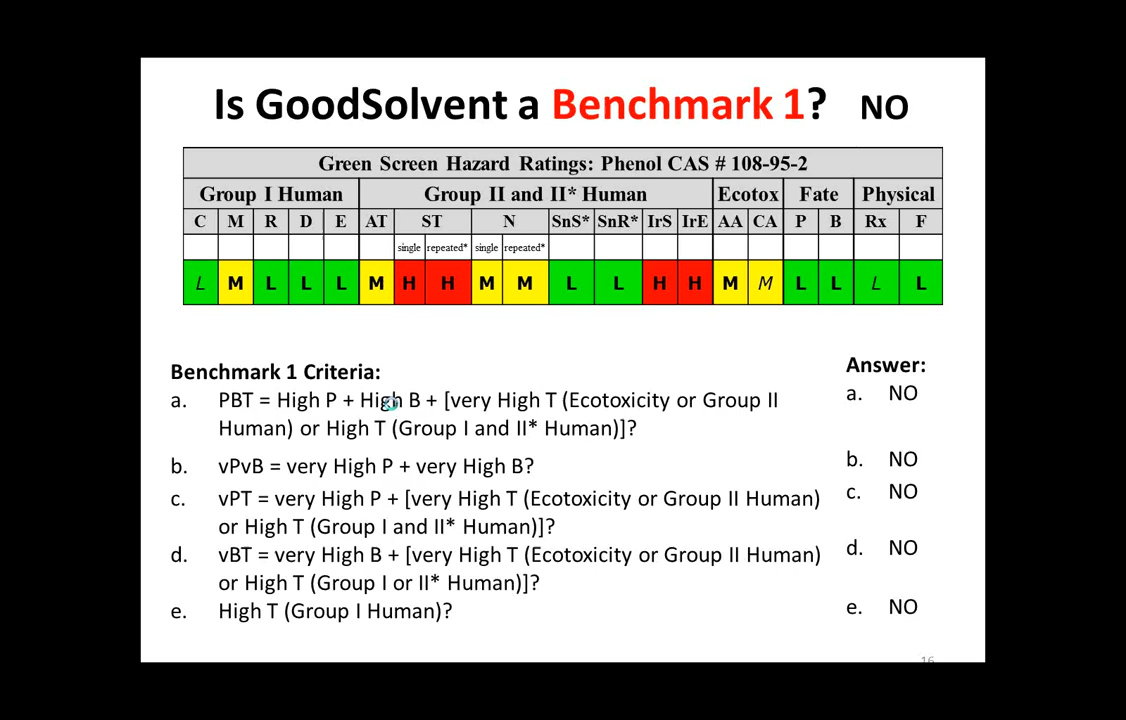 Is GoodSolvent a Benchmark 1? NO
Green Screen Hazard Ratings: Phenol CAS # 108-95-2
Group I Human Group II and II* Human Ecotox Fate Physical
C M R D E AT ST N SnS* SnR* IrS IrE AA CA P B Rx F
single repeated* single repeated*
L M L L L M H H M M L L H H M M L L L L
Benchmark 1 Criteria:
a. PBT = High P + High B + [very High T (Ecotoxicity or Group II
Human) or High T (Group I and II* Human)]?
b. vPvB = very High P + very High B?
c. vPT = very High P + [very High T (Ecotoxicity or Group II Human)
or High T (Group I and II* Human)]?
d. vBT = very High B + [very High T (Ecotoxicity or Group II Human)
or High T (Group I or II* Human)]?
e. High T (Group I Human)?
Answer:
a. NO
b. NO
c. NO
d. NO
e. NO
16